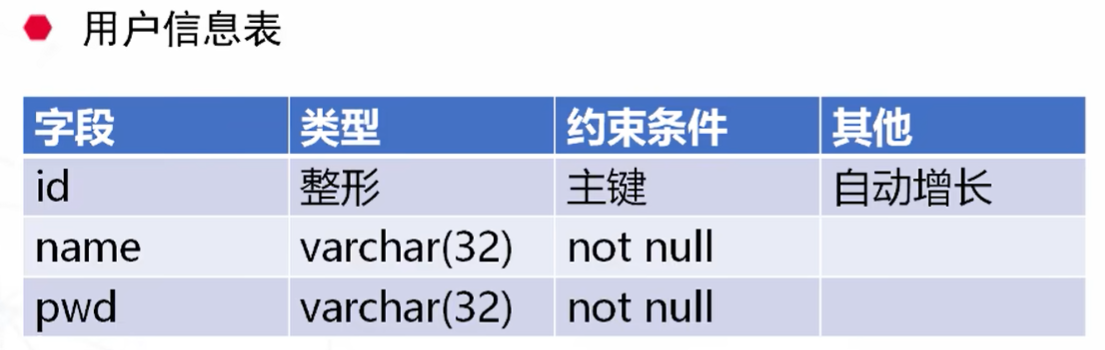 用户信息表
字段 类型 约束条件 其他
id 整形 主键 自动增长
name varchar(32) not null
pwd varchar(32) not null